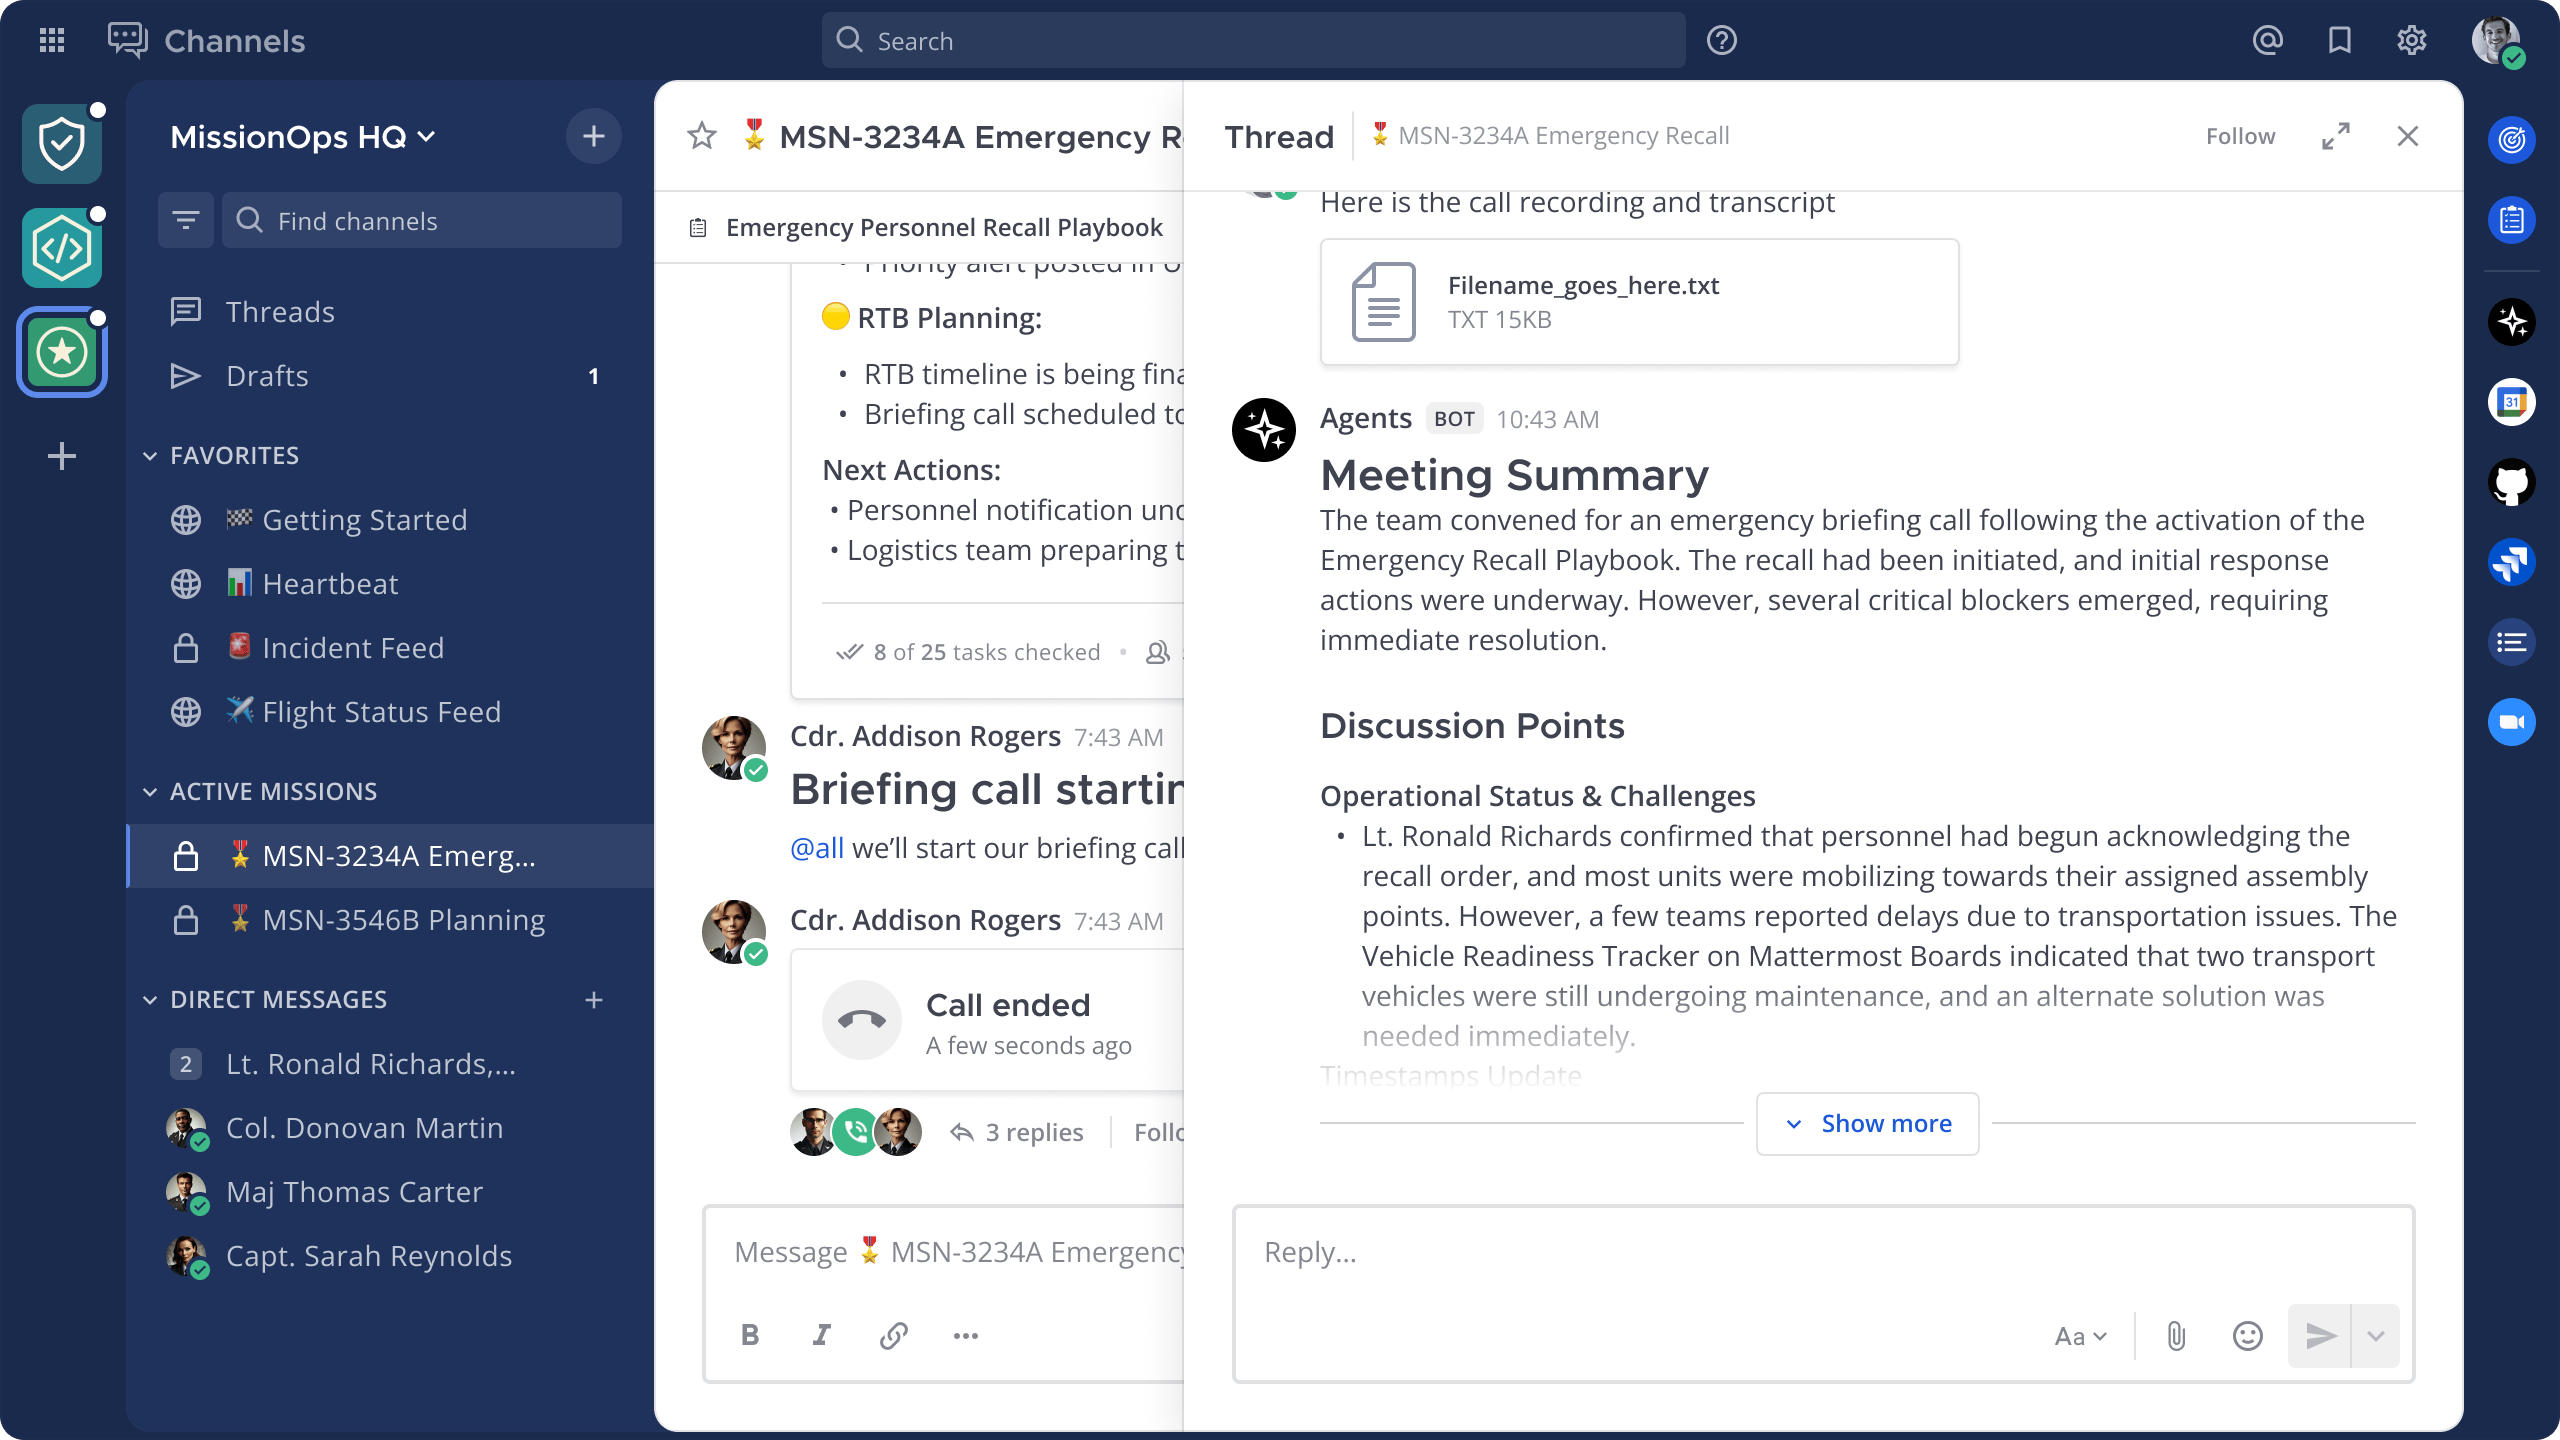 Channels
Search
MissionOps HQ
Find channels
Threads
Drafts
1
FAVORITES
Getting Started
Heartbeat
Incident Feed
Flight Status Feed
ACTIVE MISSIONS
MSN-3234A Emerg...
MSN-3546B Planning
DIRECT MESSAGES
2 Lt. Ronald Richards,...
Col. Donovan Martin
Maj Thomas Carter
Capt. Sarah Reynolds
MSN-3234A Emergency R
Emergency Personnel Recall Playbook
• Priority alert posted in
RTB Planning:
• RTB timeline is being fina
• Briefing call scheduled to
Next Actions:
• Personnel notification und
• Logistics team preparing t
8 of 25 tasks checked •
Cdr. Addison Rogers 7:43 AM
Briefing call startin
@all we’ll start our briefing call
Cdr. Addison Rogers 7:43 AM
Call ended
A few seconds ago
3 replies
Follo
Message MSN-3234A Emergency
B I
Thread
MSN-3234A Emergency Recall
Follow
Here is the call recording and transcript
Filename_goes_here.txt
TXT 15KB
Agents BOT 10:43 AM
Meeting Summary
The team convened for an emergency briefing call following the activation of the
Emergency Recall Playbook. The recall had been initiated, and initial response
actions were underway. However, several critical blockers emerged, requiring
immediate resolution.
Discussion Points
Operational Status & Challenges
• Lt. Ronald Richards confirmed that personnel had begun acknowledging the
recall order, and most units were mobilizing towards their assigned assembly
points. However, a few teams reported delays due to transportation issues. The
Vehicle Readiness Tracker on Mattermost Boards indicated that two transport
vehicles were still undergoing maintenance, and an alternate solution was
needed immediately.
Timestamps Update
Show more
Reply...
Aa
31